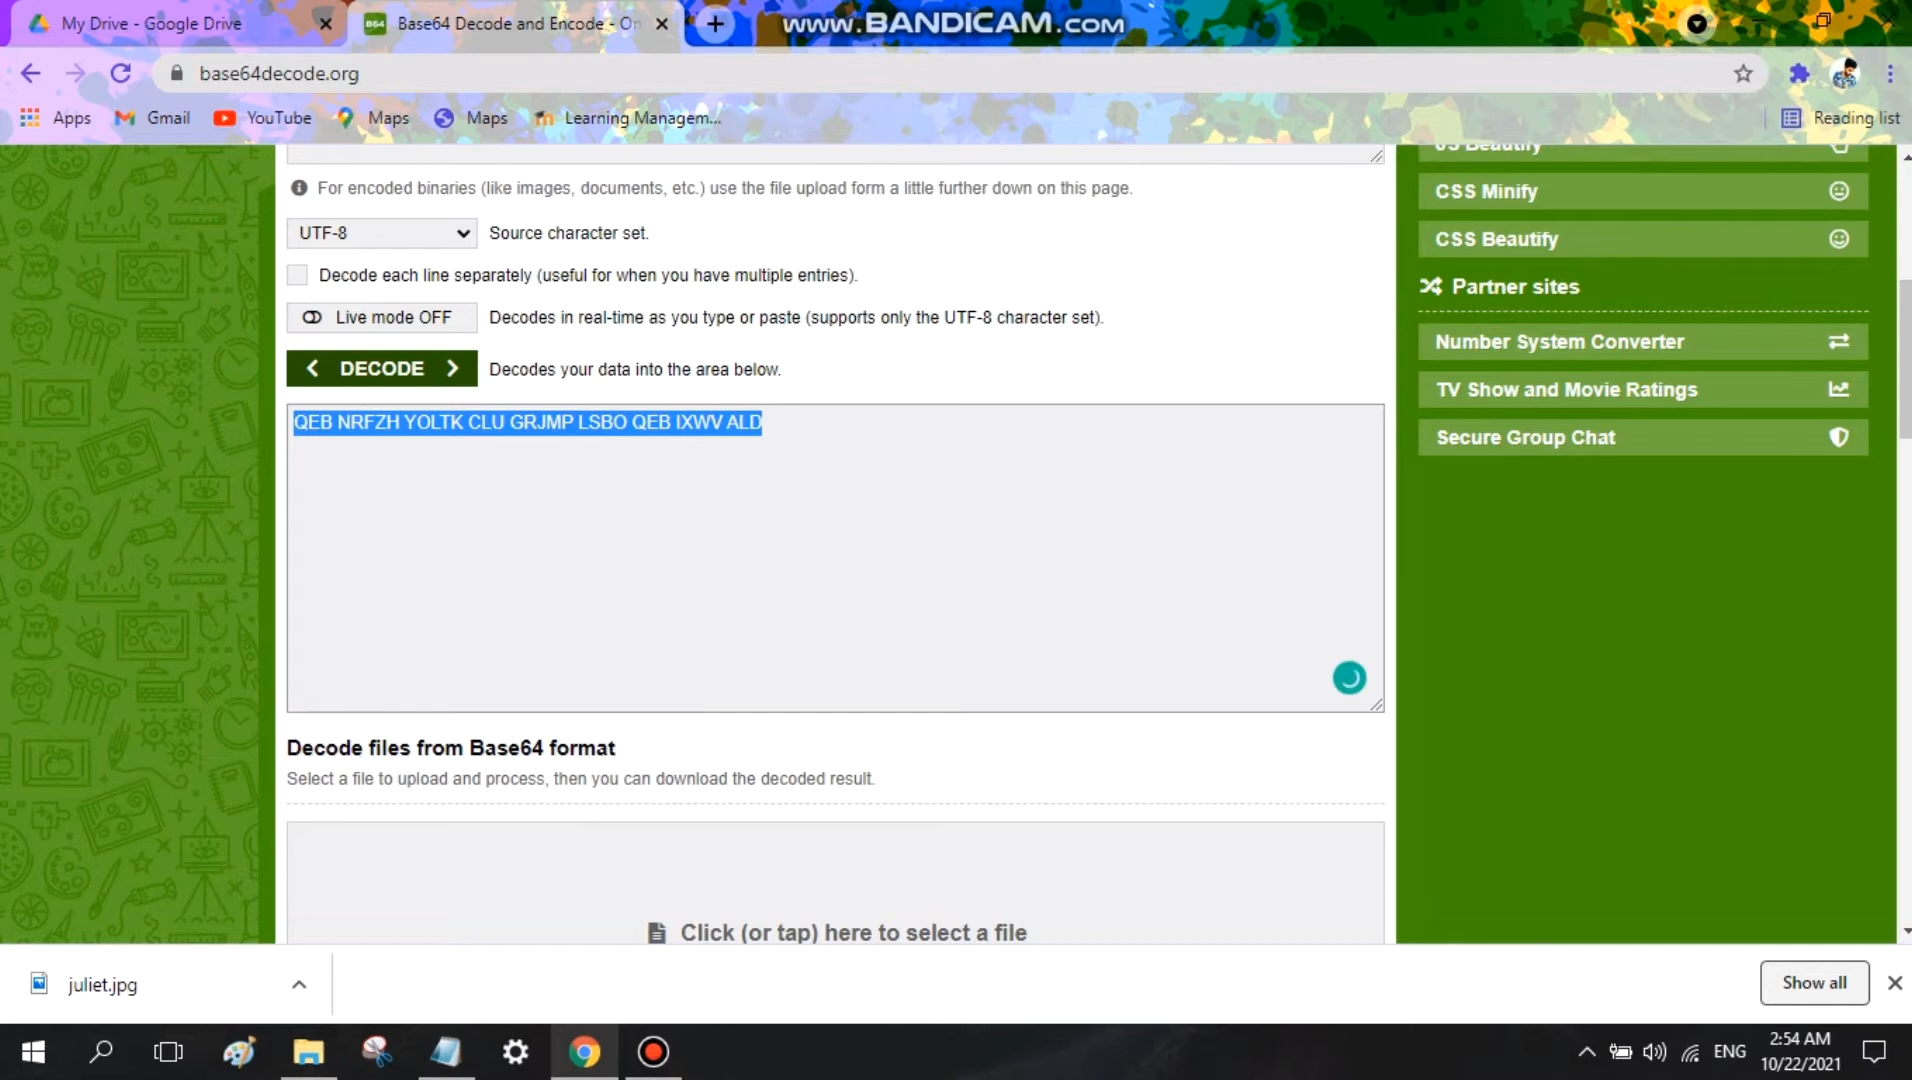 My Drive - Google Drive
B64 Base64 Decode and Encode - On
www.BANDICAM.com
base64decode.org
Apps Gmail YouTube Maps Maps Learning Managem... Reading list
JS Beautify
For encoded binaries (like images, documents, etc.) use the file upload form a little further down on this page.
CSS Minify
UTF-8 Source character set.
CSS Beautify
Decode each line separately (useful for when you have multiple entries).
Partner sites
Live mode OFF Decodes in real-time as you type or paste (supports only the UTF-8 character set).
Number System Converter
< DECODE > Decodes your data into the area below.
TV Show and Movie Ratings
QEB NRFZH YOLTK CLU GRJMP LSBO QEB IXWV ALD
Secure Group Chat
Decode files from Base64 format
Select a file to upload and process, then you can download the decoded result.
Click (or tap) here to select a file
juliet.jpg
Show all
ENG
2:54 AM
10/22/2021